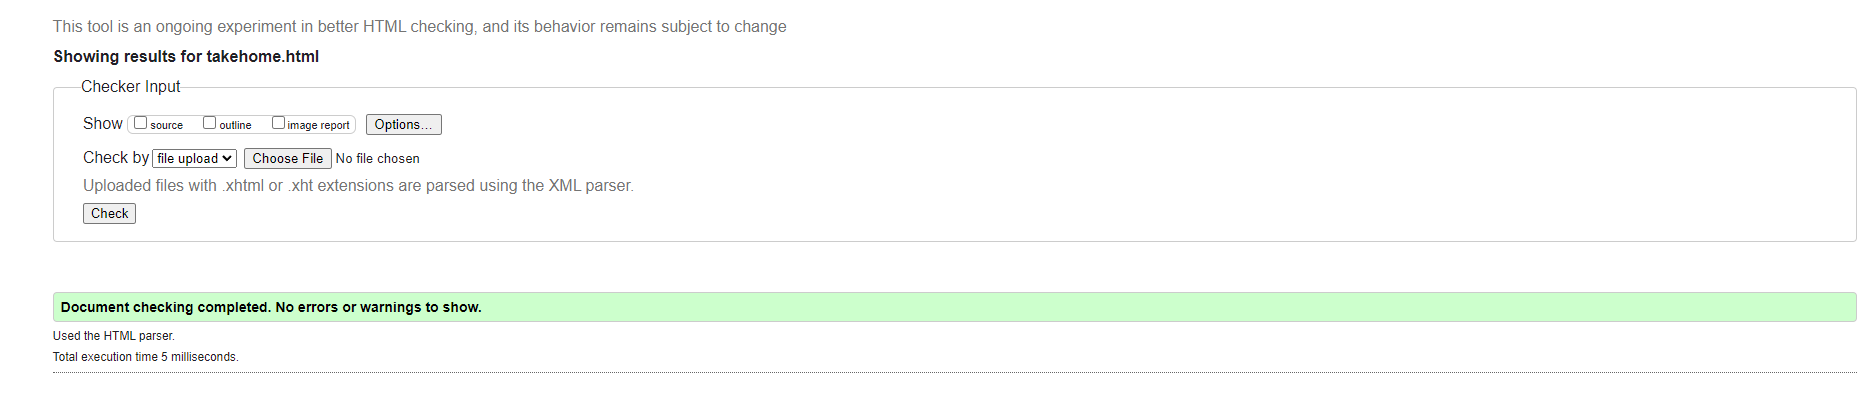 This tool is an ongoing experiment in better HTML checking, and its behavior remains subject to change
Showing results for takehome.html
Checker Input
Show source outline image report Options...
Check by file upload Choose File No file chosen
Uploaded files with .xhtml or .xht extensions are parsed using the XML parser.
Check
Document checking completed. No errors or warnings to show.
Used the HTML parser.
Total execution time 5 milliseconds.